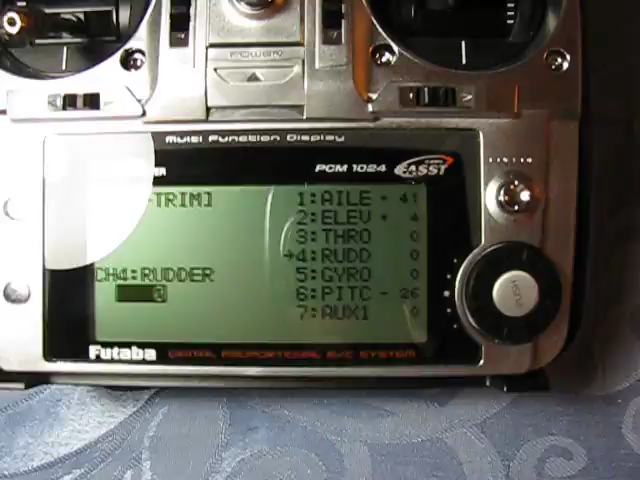 POWER
Multi Function Display
PCM 1024 FASST
-TRIM]
1:AILE +
2:ELEV + 4
3:THRO 0
→4:RUDD 0
CH4:RUDDER
5:GYRO 0
6:PITC - 26
7:AUX1 0
Futaba DIGITAL PROPORTIONAL R/C SYSTEM
PUSH